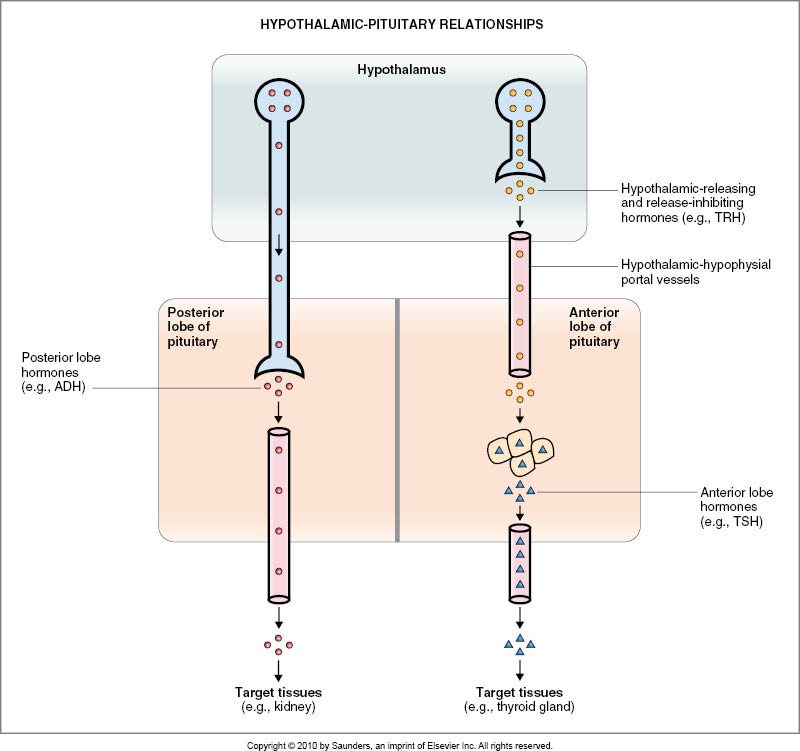 HYPOTHALAMIC-PITUITARY RELATIONSHIPS
Hypothalamus
Hypothalamic-releasing
and release-inhibiting
hormones (e.g., TRH)
Hypothalamic-hypophysial
portal vessels
Posterior
lobe of
pituitary
Anterior
lobe of
pituitary
Posterior lobe
hormones
(e.g., ADH)
Anterior lobe
hormones
(e.g., TSH)
Target tissues
(e.g., kidney)
Target tissues
(e.g., thyroid gland)
Copyright © 2010 by Saunders, an imprint of Elsevier Inc. All rights reserved.